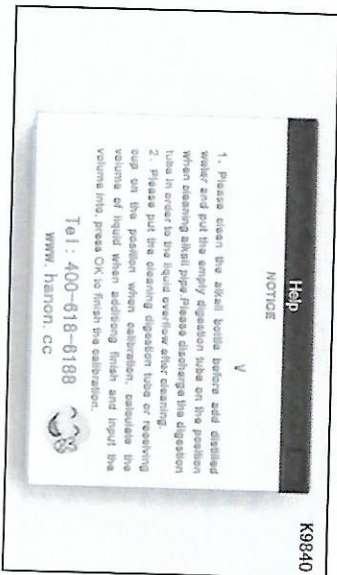 K9840
Help
NOTICE
V
1. Please clean the alkali bottle before add distilled
water and put the empty digestion tube on the position
when cleaning alkali pipe.Please discharge the digestion
tube in order to the liquid overflow after cleaning.
2. Please put the cleaning digestion tube or receiving
cup on the position when calibration, calculate the
volume of liquid when additiong finish and input the
volume into, press OK to finish the calibration.
Tel: 400-618-6188
www.hanon.cc